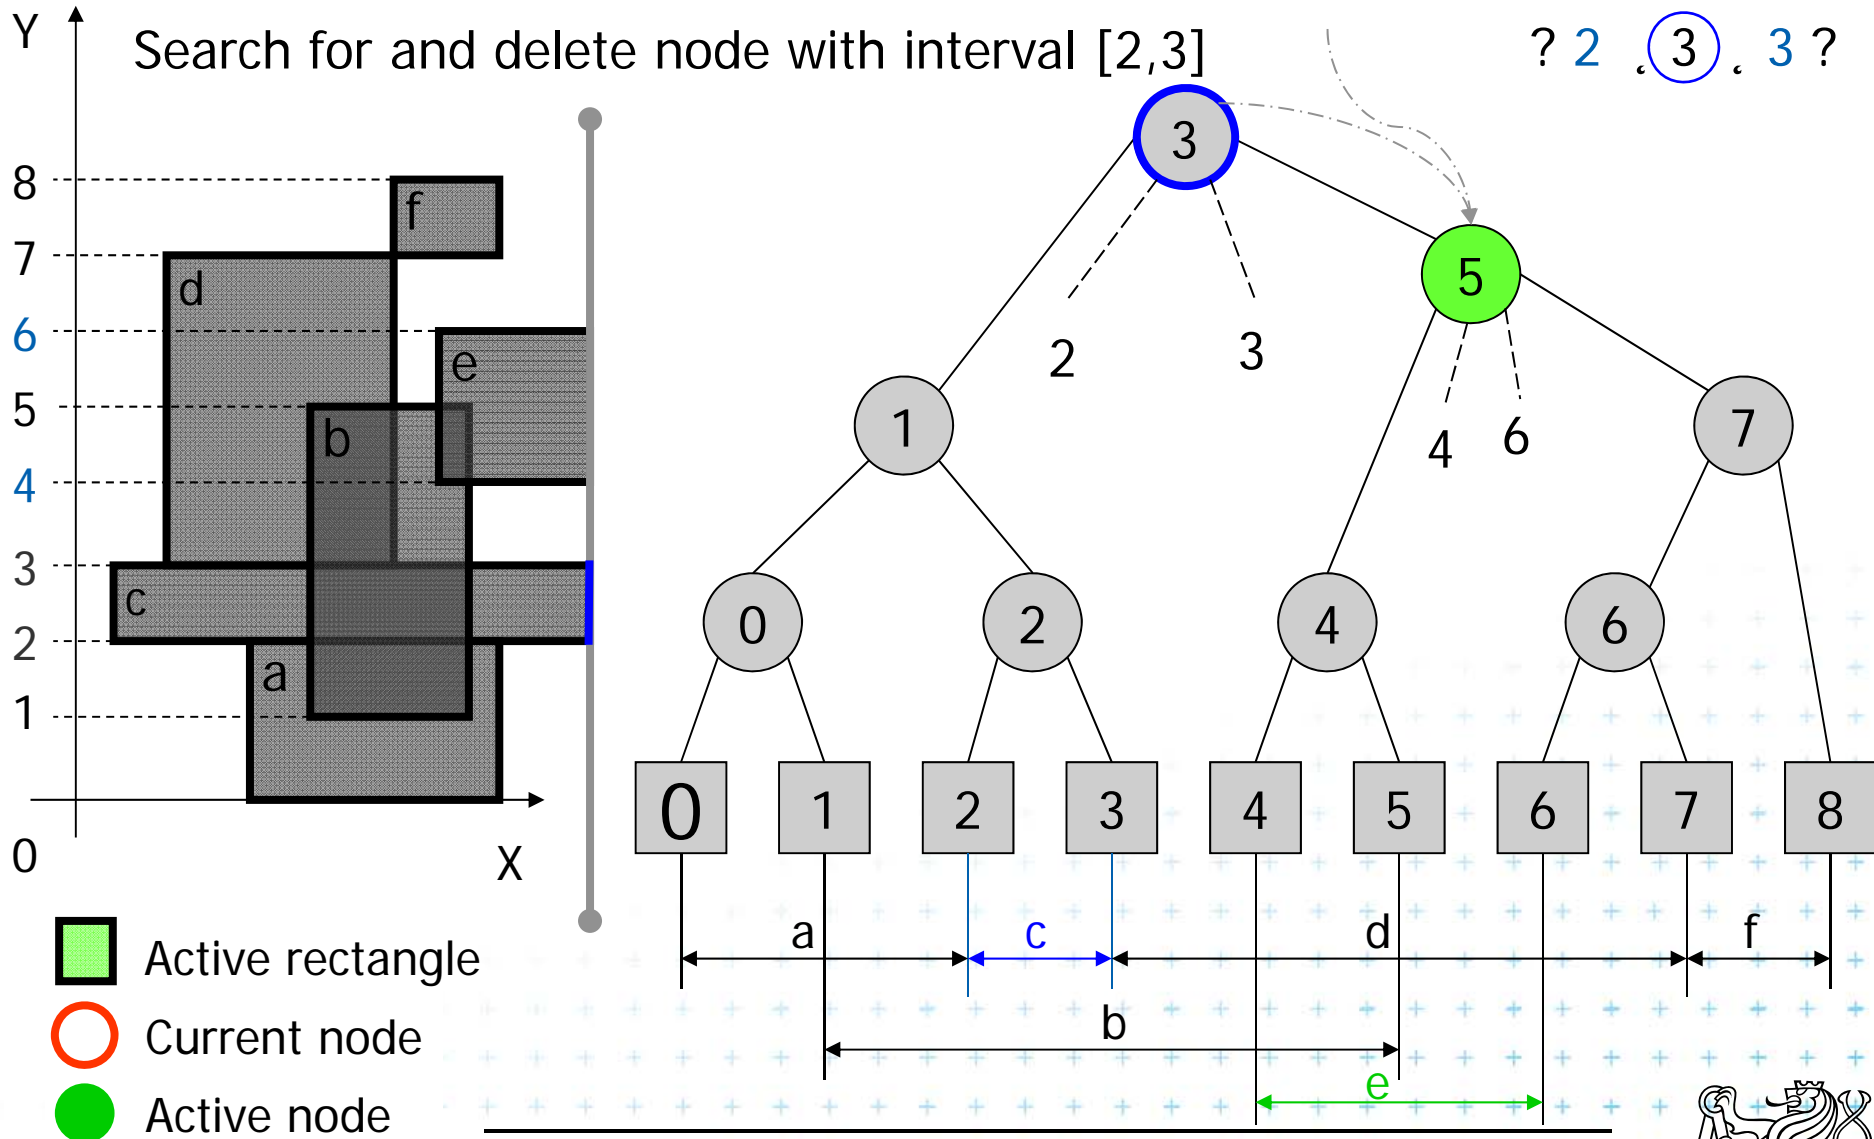 Y
Search for and delete node with interval [2,3]
? 2 . 3 . 3 ?
3
8
f
7
d
5
6
e
2
3
5
b
1
4
6
7
4
3
c
0
2
4
6
2
a
1
0 1 2 3 4 5 6 7 8
0
X
a c d f
Active rectangle
b
Current node
e
Active node